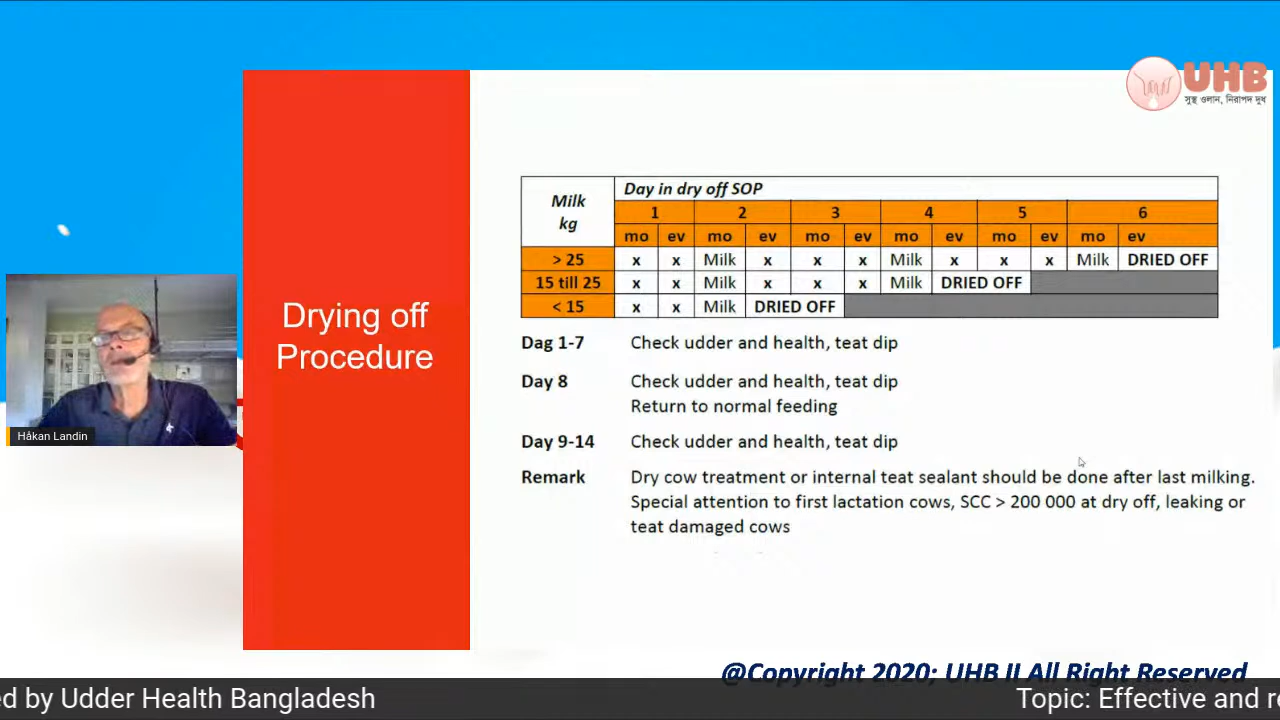 UHB
সুস্থ ওলান, নিরাপদ দুধ
Drying off
Procedure
Milk
kg
Day in dry off SOP
1 2 3 4 5 6
mo ev mo ev mo ev mo ev mo ev mo ev
> 25 x x Milk x x x Milk x x x Milk DRIED OFF
15 till 25 x x Milk x x x Milk DRIED OFF
< 15 x x Milk DRIED OFF
Dag 1-7 Check udder and health, teat dip
Day 8 Check udder and health, teat dip
Return to normal feeding
Day 9-14 Check udder and health, teat dip
Remark Dry cow treatment or internal teat sealant should be done after last milking.
Special attention to first lactation cows, SCC > 200 000 at dry off, leaking or
teat damaged cows
Håkan Landin
@Copyright 2020; UHB II All Right Reserved
ed by Udder Health Bangladesh
Topic: Effective and re